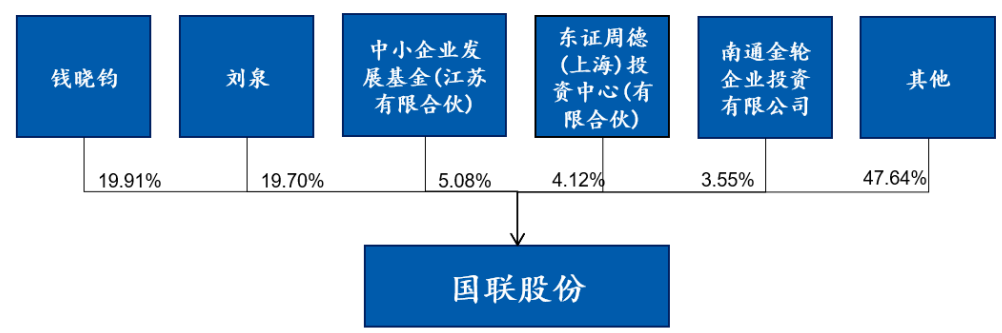 钱晓钧
刘泉
中小企业发
展基金(江苏
有限合伙)
东证周德
(上海)投
资中心(有
限合伙)
南通金轮
企业投资
有限公司
其他
19.91%
19.70%
5.08%
4.12%
3.55%
47.64%
国联股份